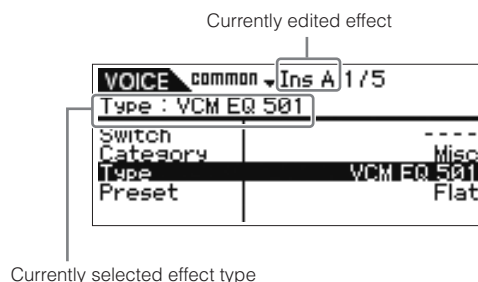 Currently edited effect
VOICE common Ins A 1/5
Type : VCM EQ 501
Switch ----
Category Misc
Type VCM EQ 501
Preset Flat
Currently selected effect type